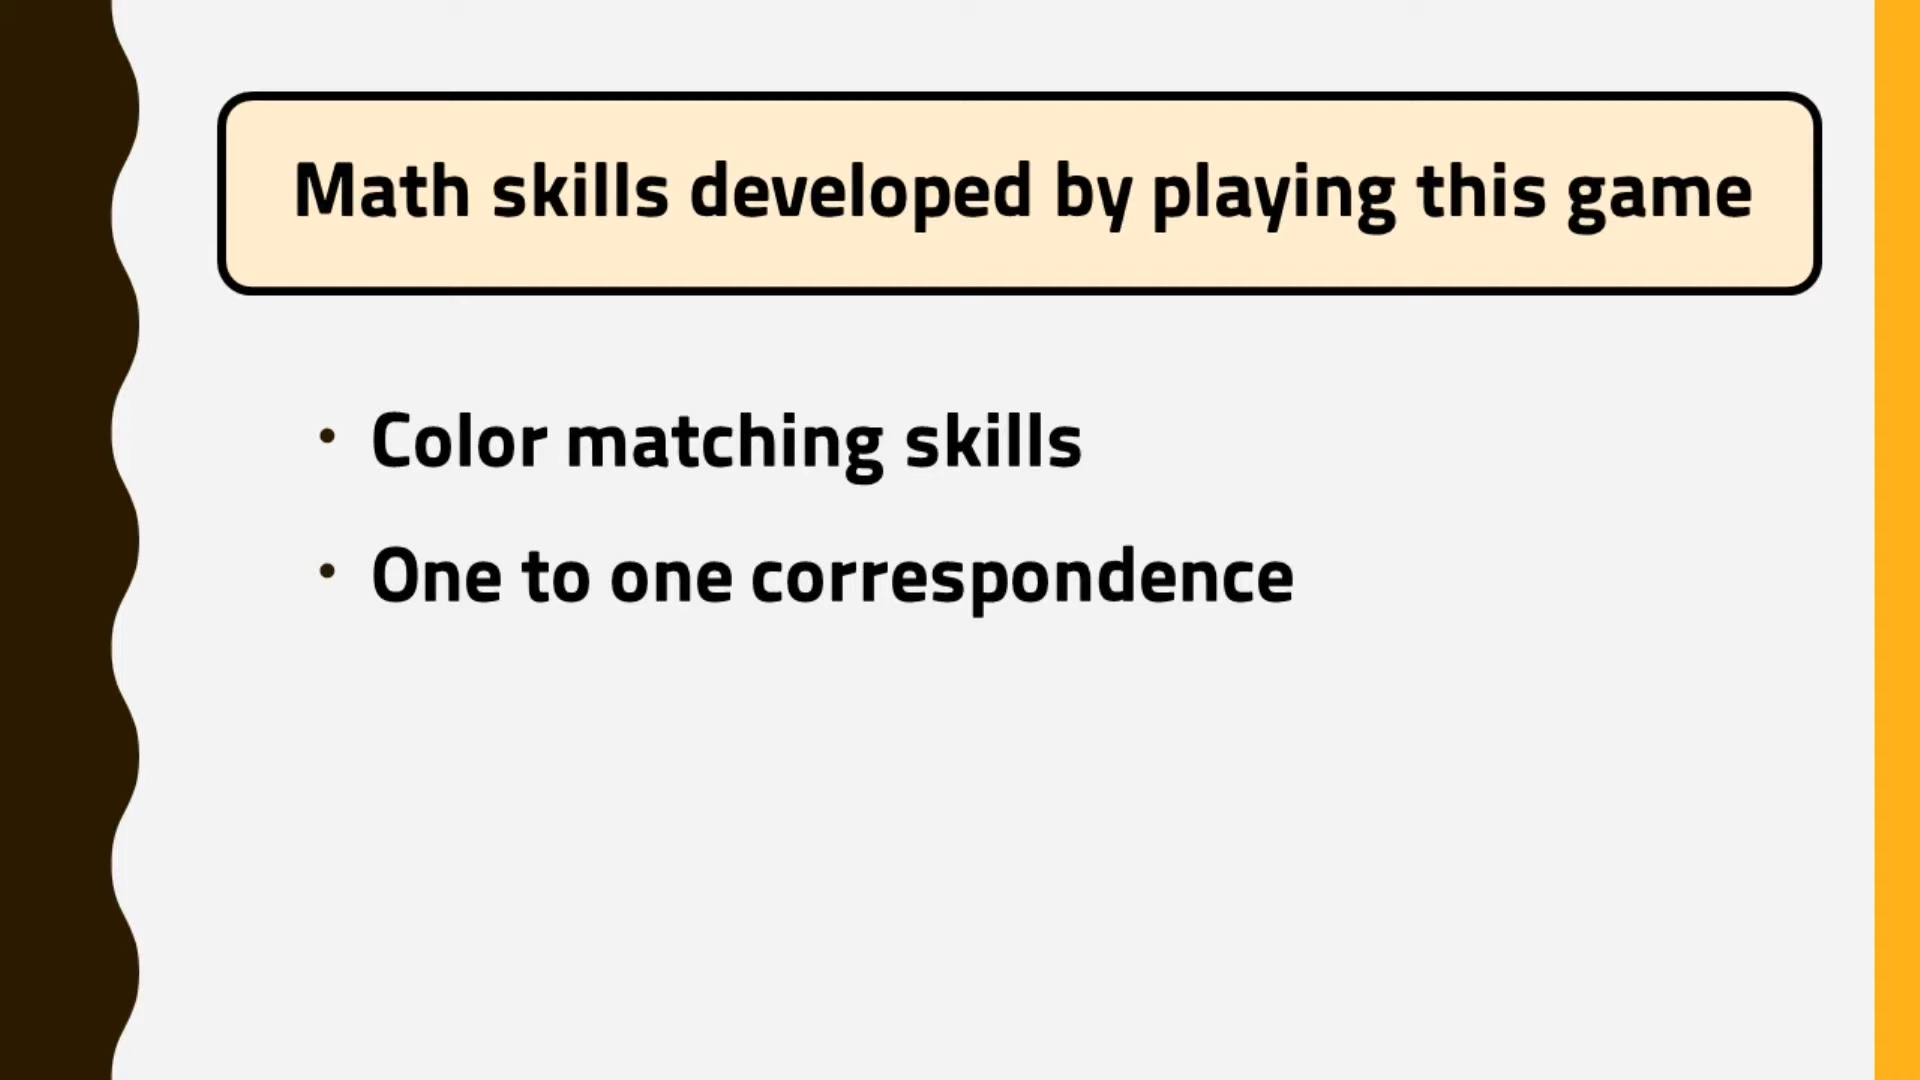 Math skills developed by playing this game
• Color matching skills
• One to one correspondence